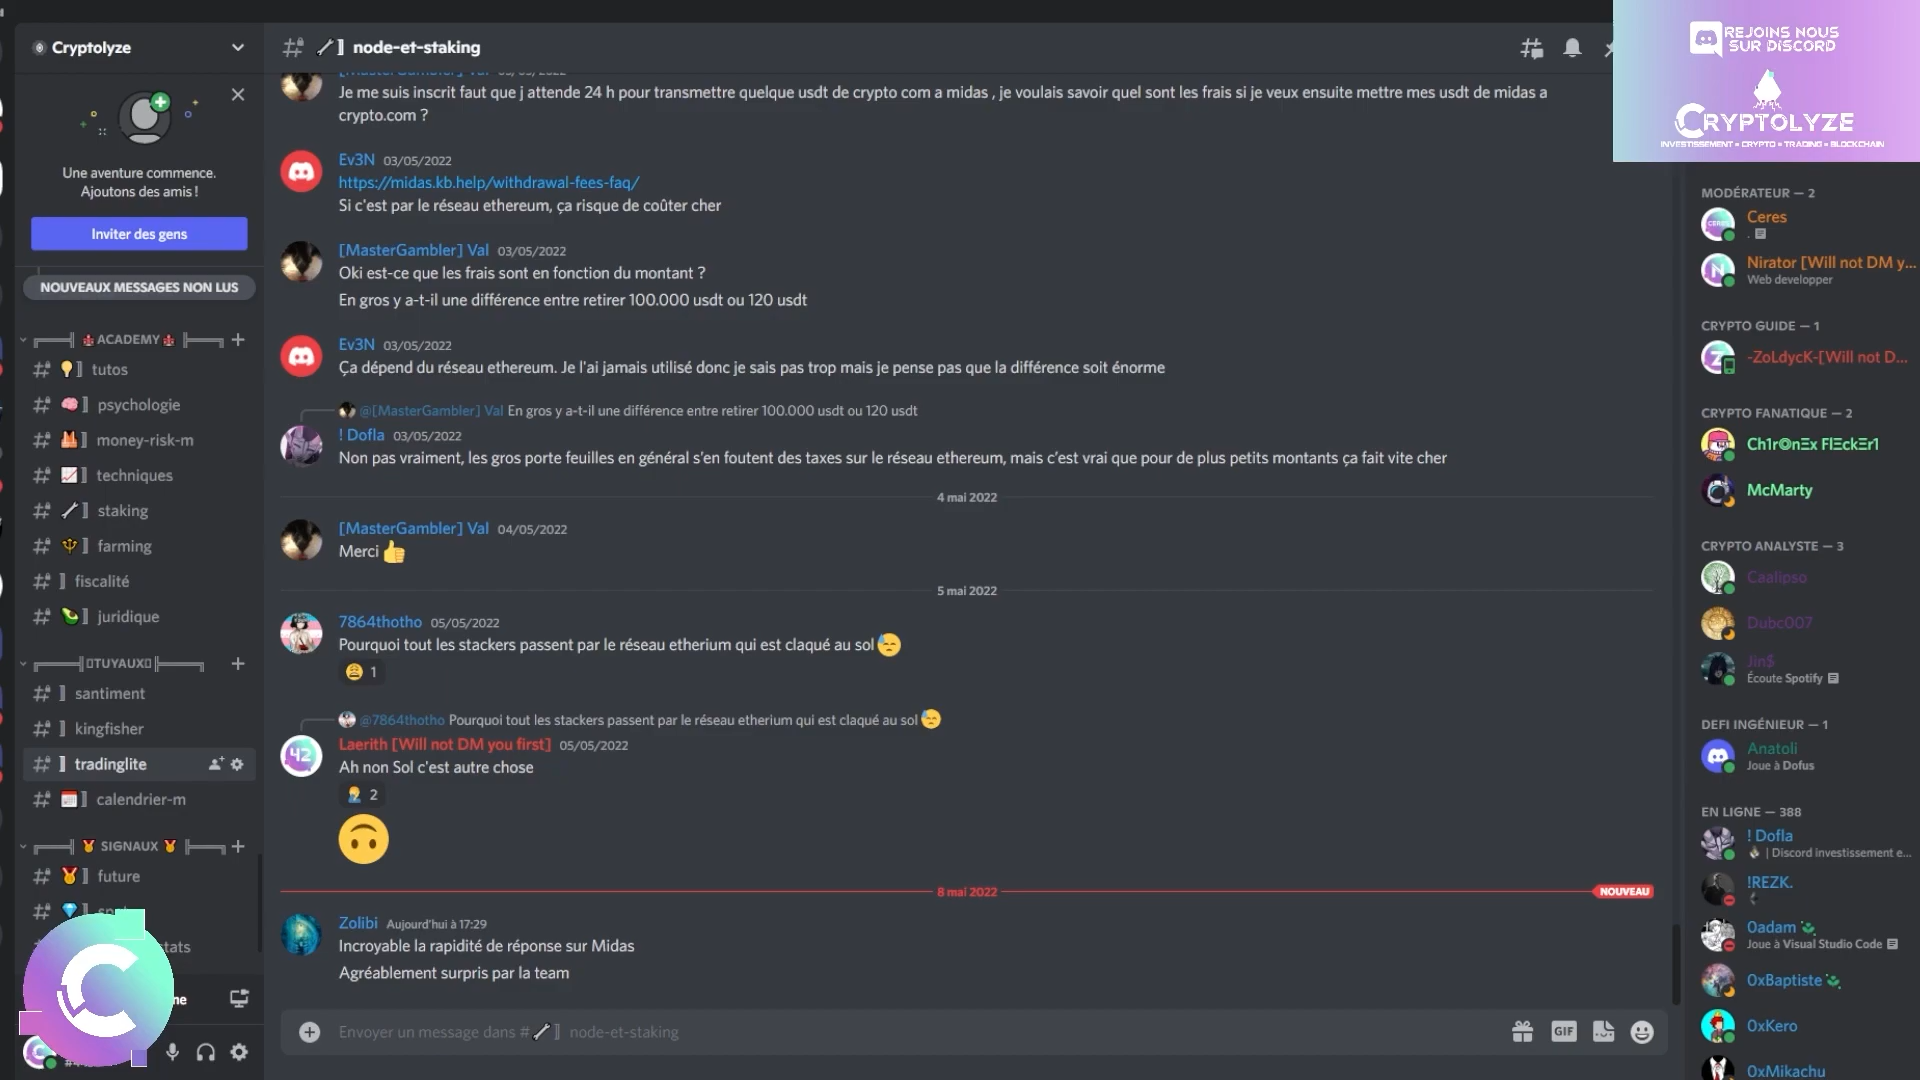 Cryptolyze
Une aventure commence.
Ajoutons des amis !
Inviter des gens
NOUVEAUX MESSAGES NON LUS
ACADEMY
tutos
psychologie
money-risk-m
techniques
staking
farming
fiscalité
juridique
TUYAUX
santiment
kingfisher
tradinglite
calendrier-m
SIGNAUX
future
node-et-staking
03/05/2022
Je me suis inscrit faut que j attende 24 h pour transmettre quelque usdt de crypto com a midas , je voulais savoir quel sont les frais si je veux ensuite mettre mes usdt de midas a
crypto.com ?
Ev3N 03/05/2022
https://midas.kb.help/withdrawal-fees-faq/
Si c'est par le réseau ethereum, ça risque de coûter cher
[MasterGambler] Val 03/05/2022
Oki est-ce que les frais sont en fonction du montant ?
En gros y a-t-il une différence entre retirer 100.000 usdt ou 120 usdt
Ev3N 03/05/2022
Ça dépend du réseau ethereum. Je l'ai jamais utilisé donc je sais pas trop mais je pense pas que la différence soit énorme
@[MasterGambler] Val En gros y a-t-il une différence entre retirer 100.000 usdt ou 120 usdt
! Dofla 03/05/2022
Non pas vraiment, les gros porte feuilles en général s'en foutent des taxes sur le réseau ethereum, mais c'est vrai que pour de plus petits montants ça fait vite cher
4 mai 2022
[MasterGambler] Val 04/05/2022
Merci 👍
5 mai 2022
7864thotho 05/05/2022
Pourquoi tout les stackers passent par le réseau etherium qui est claqué au sol 😓
1
@7864thotho Pourquoi tout les stackers passent par le réseau etherium qui est claqué au sol 😓
Laerith [Will not DM you first] 05/05/2022
Ah non Sol c'est autre chose
2
🙃
8 mai 2022 NOUVEAU
Zolibi Aujourd'hui à 17:29
Incroyable la rapidité de réponse sur Midas
Agréablement surpris par la team
Envoyer un message dans # node-et-staking
GIF
REJOINS NOUS
SUR DISCORD
CRYPTOLYZE
INVESTISSEMENT • CRYPTO • TRADING • BLOCKCHAIN
MODÉRATEUR — 2
Ceres
Nirator [Will not DM y...
Web developper
CRYPTO GUIDE — 1
-ZoLdycK-[Will not D...
CRYPTO FANATIQUE — 2
Ch1r◎nΞx FlΞckΞr1
McMarty
CRYPTO ANALYSTE — 3
Caalipso
Dubc007
Jin$
Écoute Spotify
DEFI INGÉNIEUR — 1
Anatoli
Joue à Dofus
EN LIGNE — 388
! Dofla
| Discord investissement e...
!REZK.
0adam
Joue à Visual Studio Code
0xBaptiste
0xKero
0xMikachu